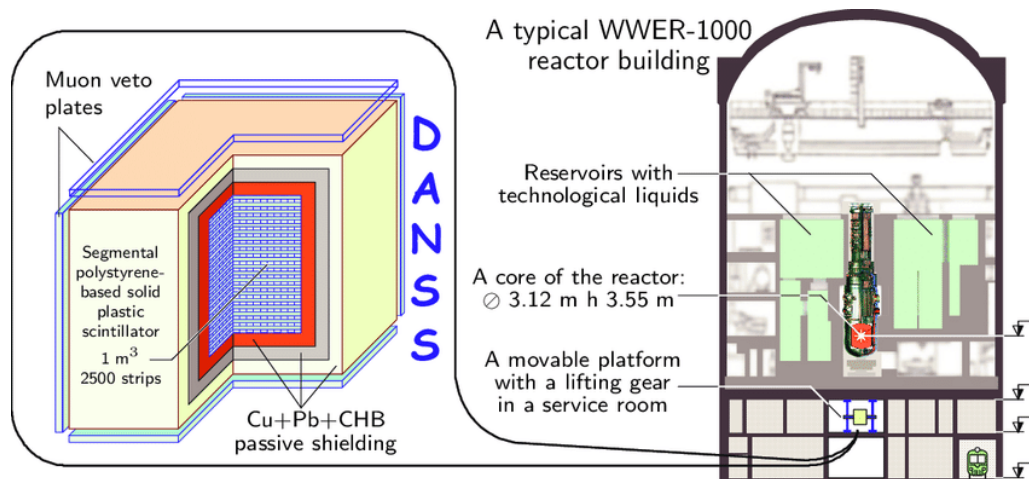 A typical WWER-1000
reactor building
Muon veto
plates
DANSS
Reservoirs with
technological liquids
Segmental
polystyrene-
based solid
plastic
scintillator
1 m³
2500 strips
A core of the reactor:
⊘ 3.12 m h 3.55 m
A movable platform
with a lifting gear
in a service room
Cu+Pb+CHB
passive shielding